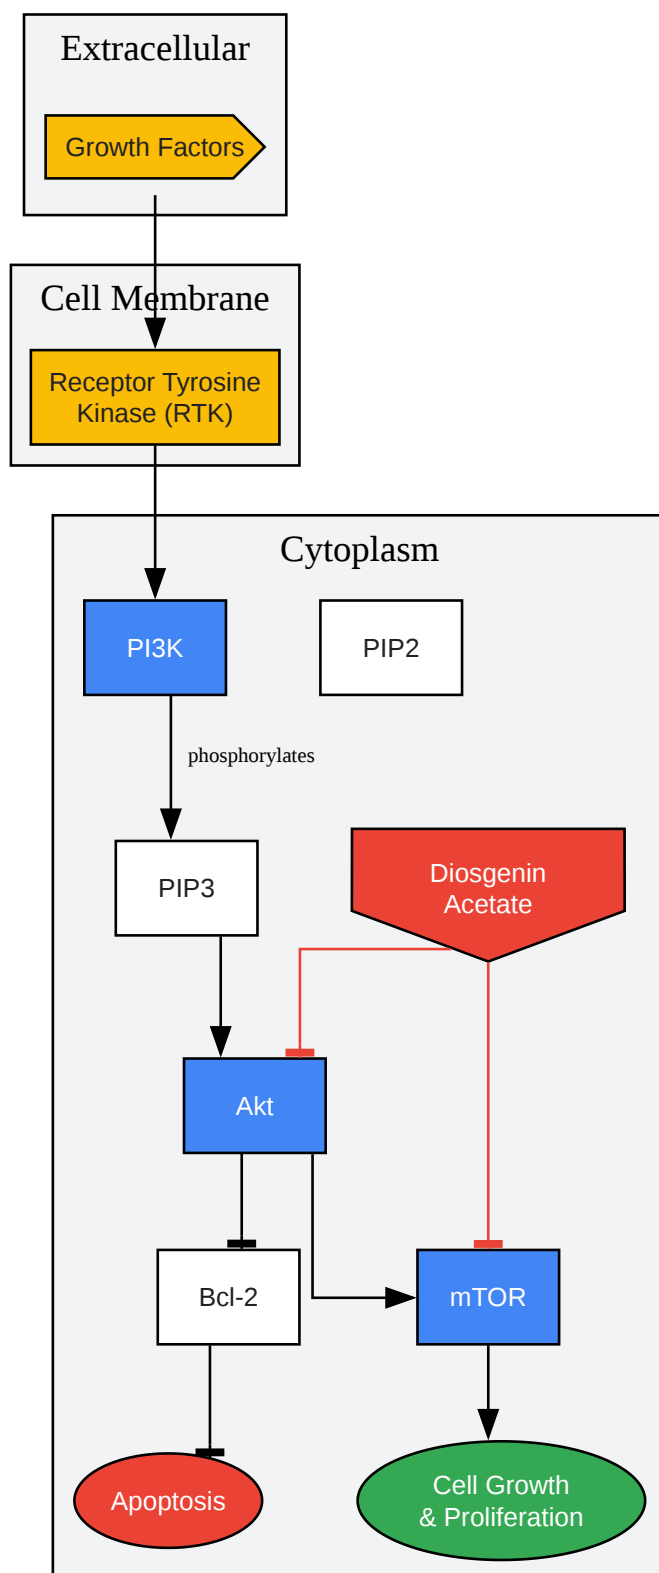 Extracellular
Growth Factors
Cell Membrane
Receptor Tyrosine
Kinase (RTK)
Cytoplasm
PI3K
PIP2
phosphorylates
PIP3
Diosgenin
Acetate
Akt
Bcl-2
mTOR
Apoptosis
Cell Growth
& Proliferation